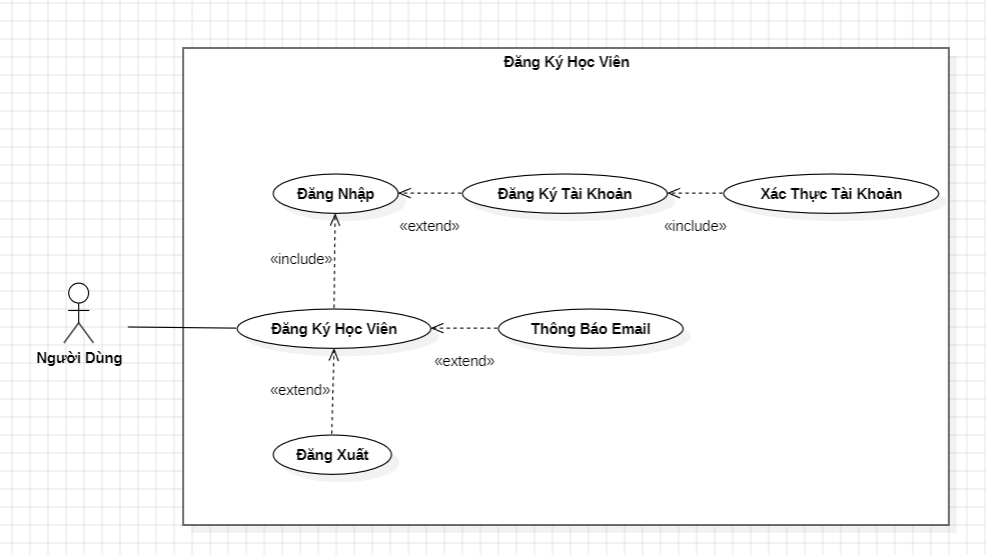 Đăng Ký Học Viên
Đăng Nhập
Đăng Ký Tài Khoản
Xác Thực Tài Khoản
«extend»
«include»
«include»
Đăng Ký Học Viên
Thông Báo Email
Người Dùng
«extend»
«extend»
Đăng Xuất